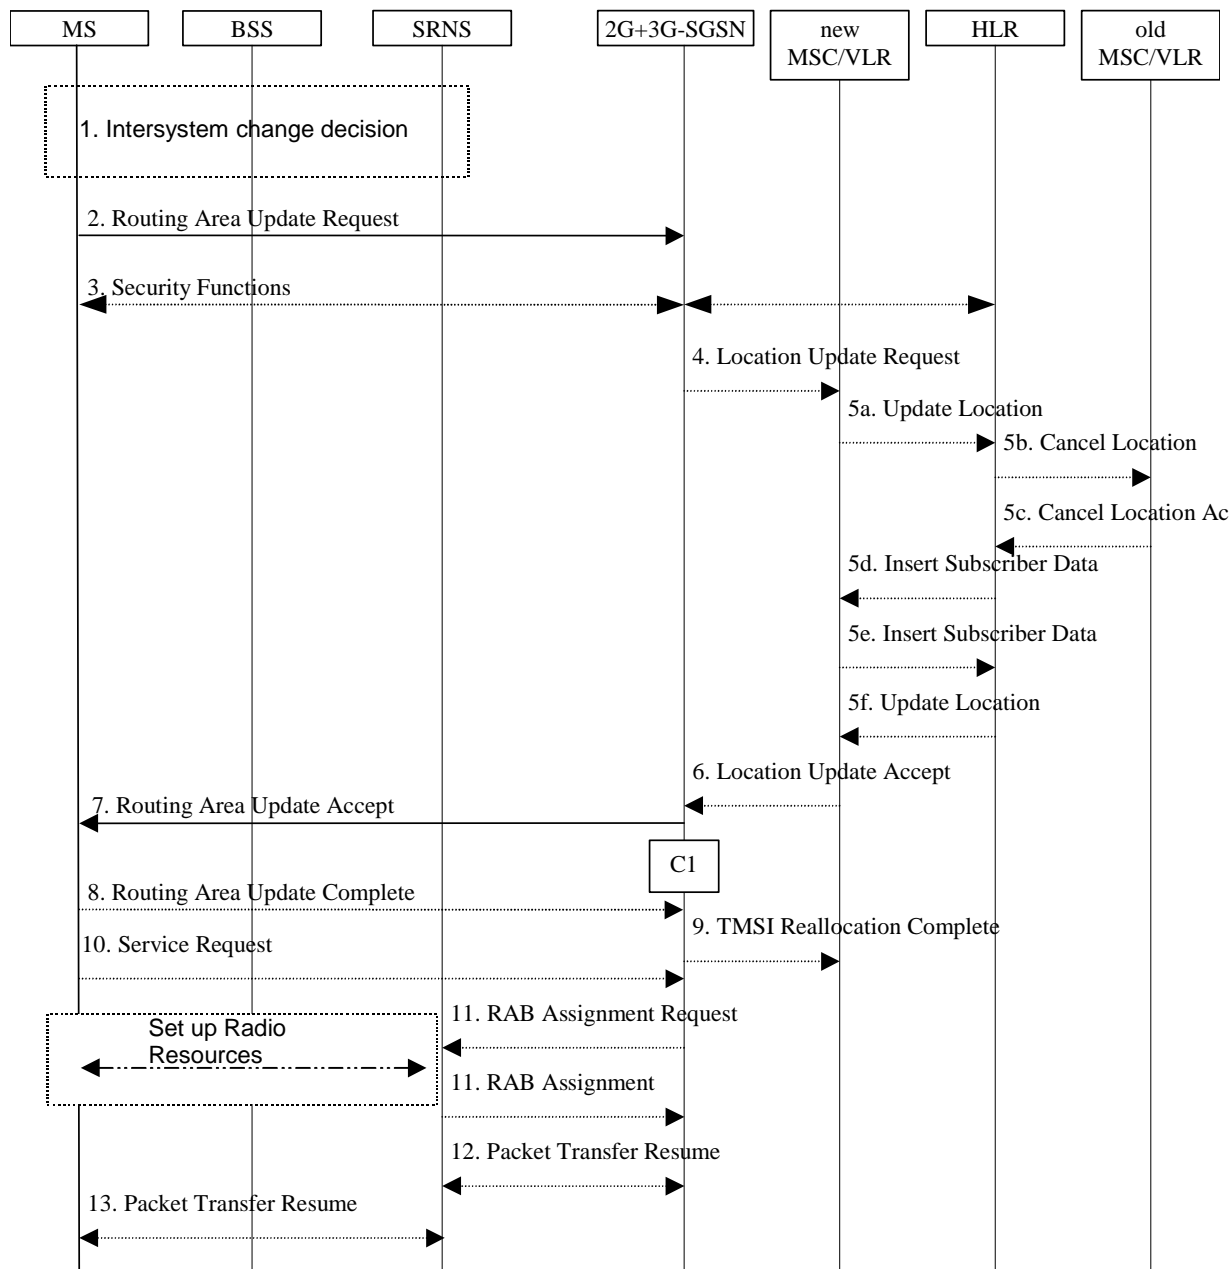 MS
BSS
SRNS
2G+3G-SGSN
new
MSC/VLR
HLR
old
MSC/VLR
1. Intersystem change decision
2. Routing Area Update Request
3. Security Functions
4. Location Update Request
5a. Update Location
5b. Cancel Location
5c. Cancel Location Ac
5d. Insert Subscriber Data
5e. Insert Subscriber Data
5f. Update Location
6. Location Update Accept
7. Routing Area Update Accept
C1
8. Routing Area Update Complete
9. TMSI Reallocation Complete
10. Service Request
11. RAB Assignment Request
Set up Radio
Resources
11. RAB Assignment
12. Packet Transfer Resume
13. Packet Transfer Resume